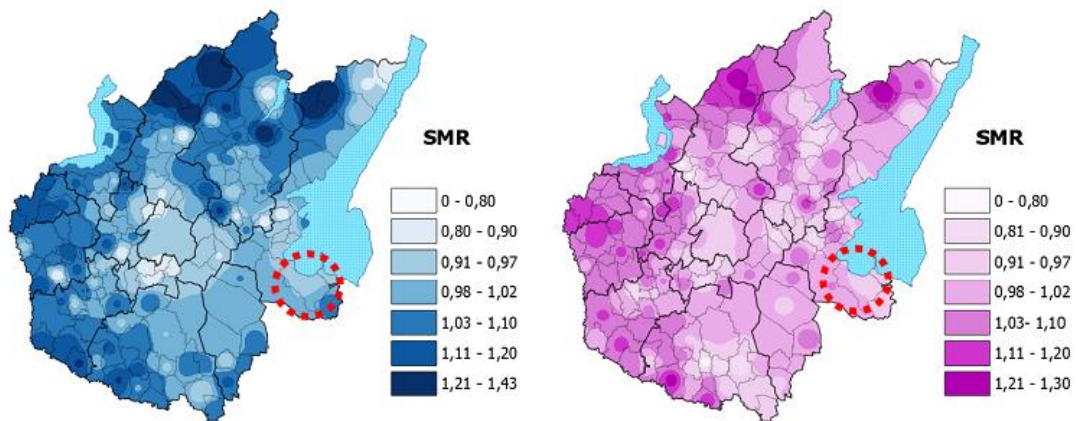 SMR
0 - 0,80
0,80 - 0,90
0,91 - 0,97
0,98 - 1,02
1,03 - 1,10
1,11 - 1,20
1,21 - 1,43
SMR
0 - 0,80
0,81 - 0,90
0,91 - 0,97
0,98 - 1,02
1,03- 1,10
1,11 - 1,20
1,21 - 1,30